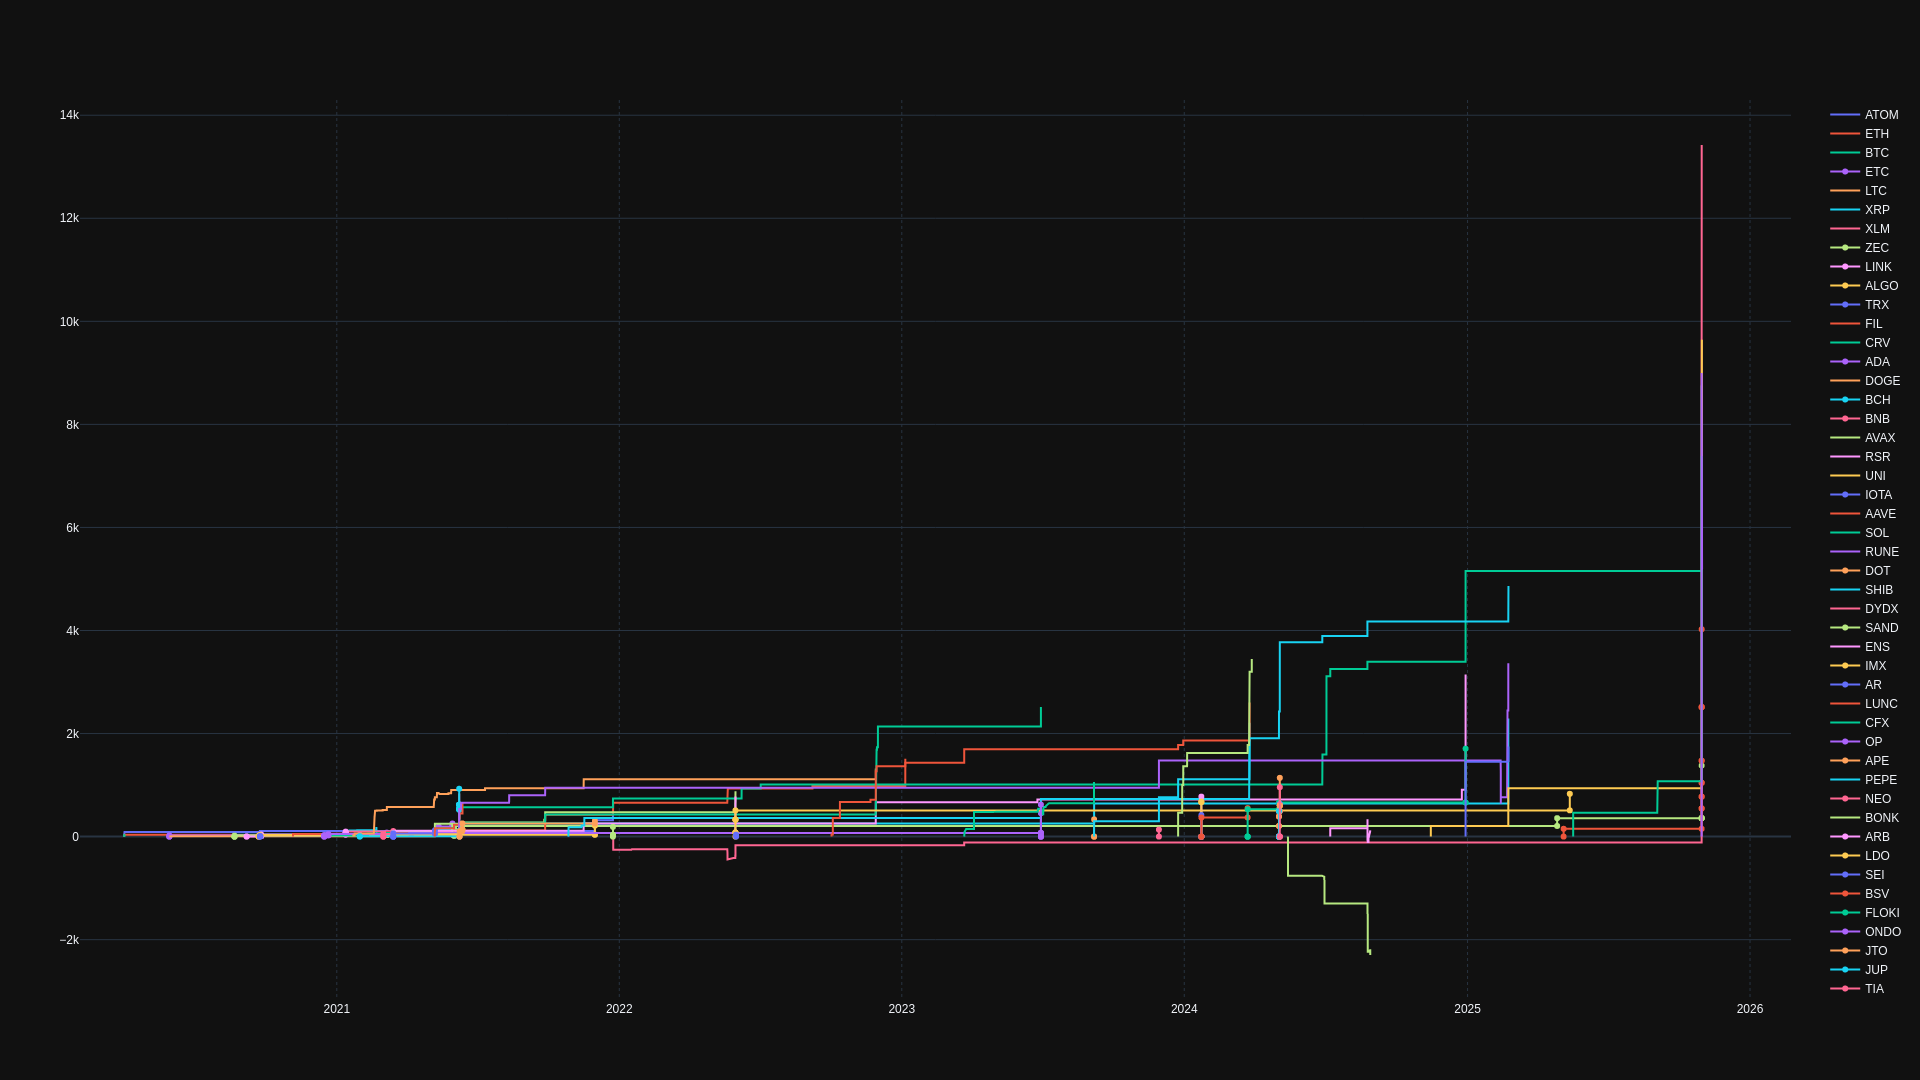 14k
12k
10k
8k
6k
4k
2k
0
−2k
2021
2022
2023
2024
2025
2026
ATOM
ETH
BTC
ETC
LTC
XRP
XLM
ZEC
LINK
ALGO
TRX
FIL
CRV
ADA
DOGE
BCH
BNB
AVAX
RSR
UNI
IOTA
AAVE
SOL
RUNE
DOT
SHIB
DYDX
SAND
ENS
IMX
AR
LUNC
CFX
OP
APE
PEPE
NEO
BONK
ARB
LDO
SEI
BSV
FLOKI
ONDO
JTO
JUP
TIA